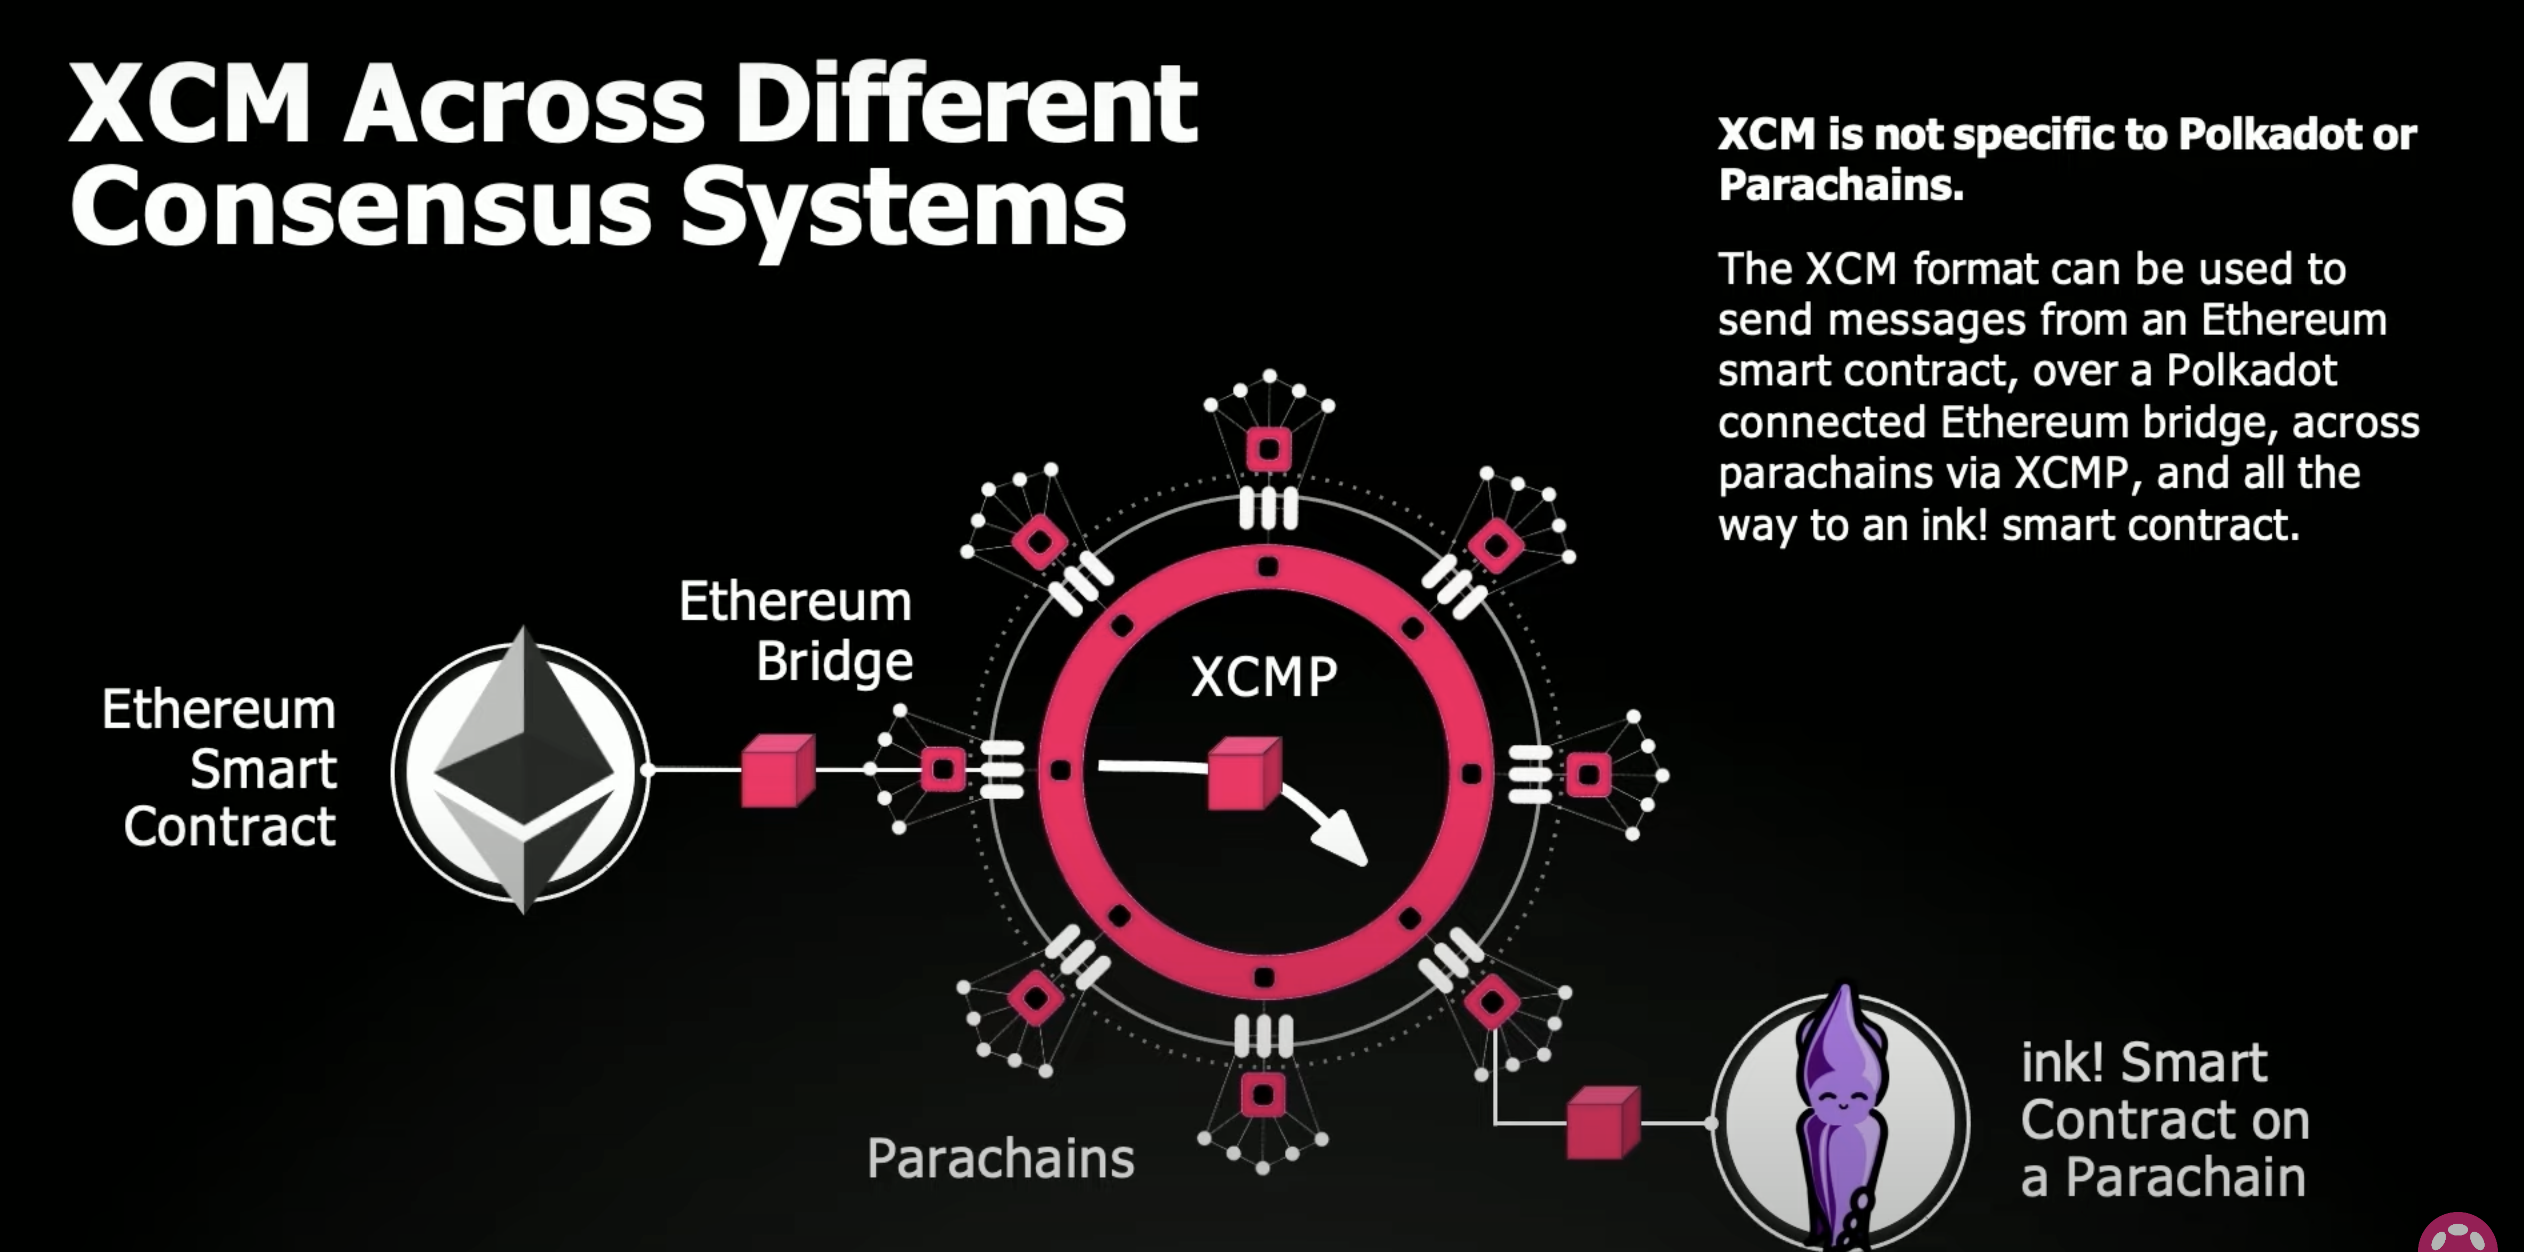 XCM Across Different
Consensus Systems
XCM is not specific to Polkadot or
Parachains.
The XCM format can be used to
send messages from an Ethereum
smart contract, over a Polkadot
connected Ethereum bridge, across
parachains via XCMP, and all the
way to an ink! smart contract.
Ethereum
Bridge
Ethereum
Smart
Contract
XCMP
Parachains
ink! Smart
Contract on
a Parachain